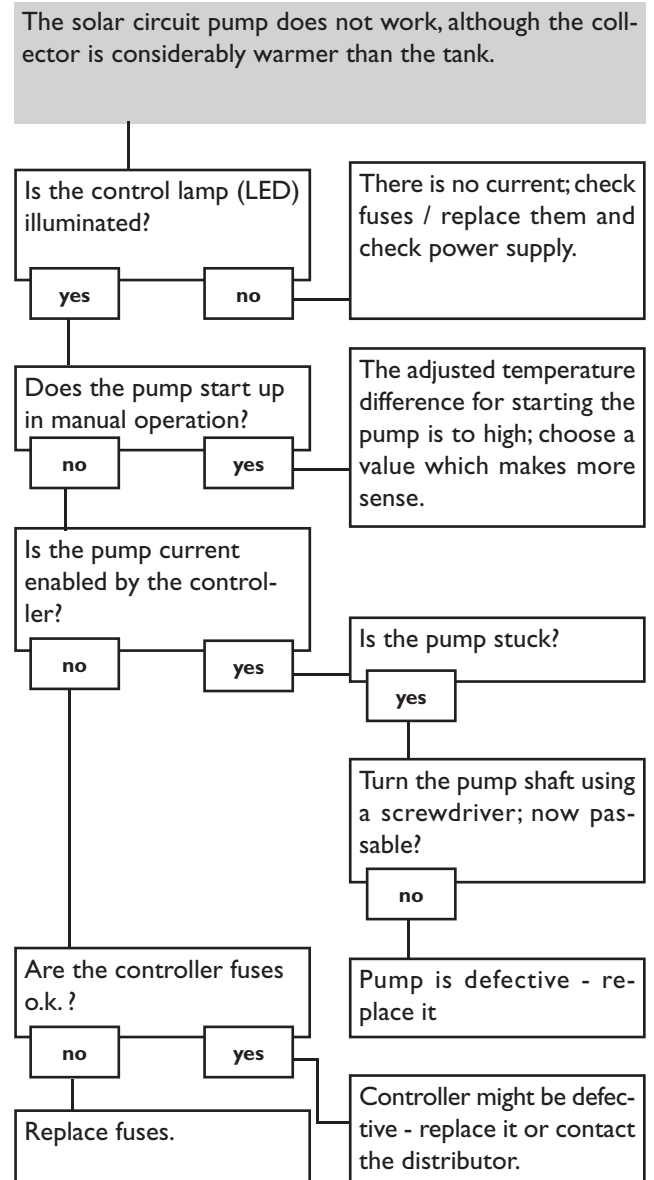 The solar circuit pump does not work, although the coll-
ector is considerably warmer than the tank.
Is the control lamp (LED)
illuminated?
yes
no
There is no current; check
fuses / replace them and
check power supply.
Does the pump start up
in manual operation?
no
yes
The adjusted temperature
difference for starting the
pump is to high; choose a
value which makes more
sense.
Is the pump current
enabled by the control-
ler?
no
yes
Is the pump stuck?
yes
Turn the pump shaft using
a screwdriver; now pas-
sable?
no
Pump is defective - re-
place it
Are the controller fuses
o.k. ?
no
yes
Replace fuses.
Controller might be defec-
tive - replace it or contact
the distributor.